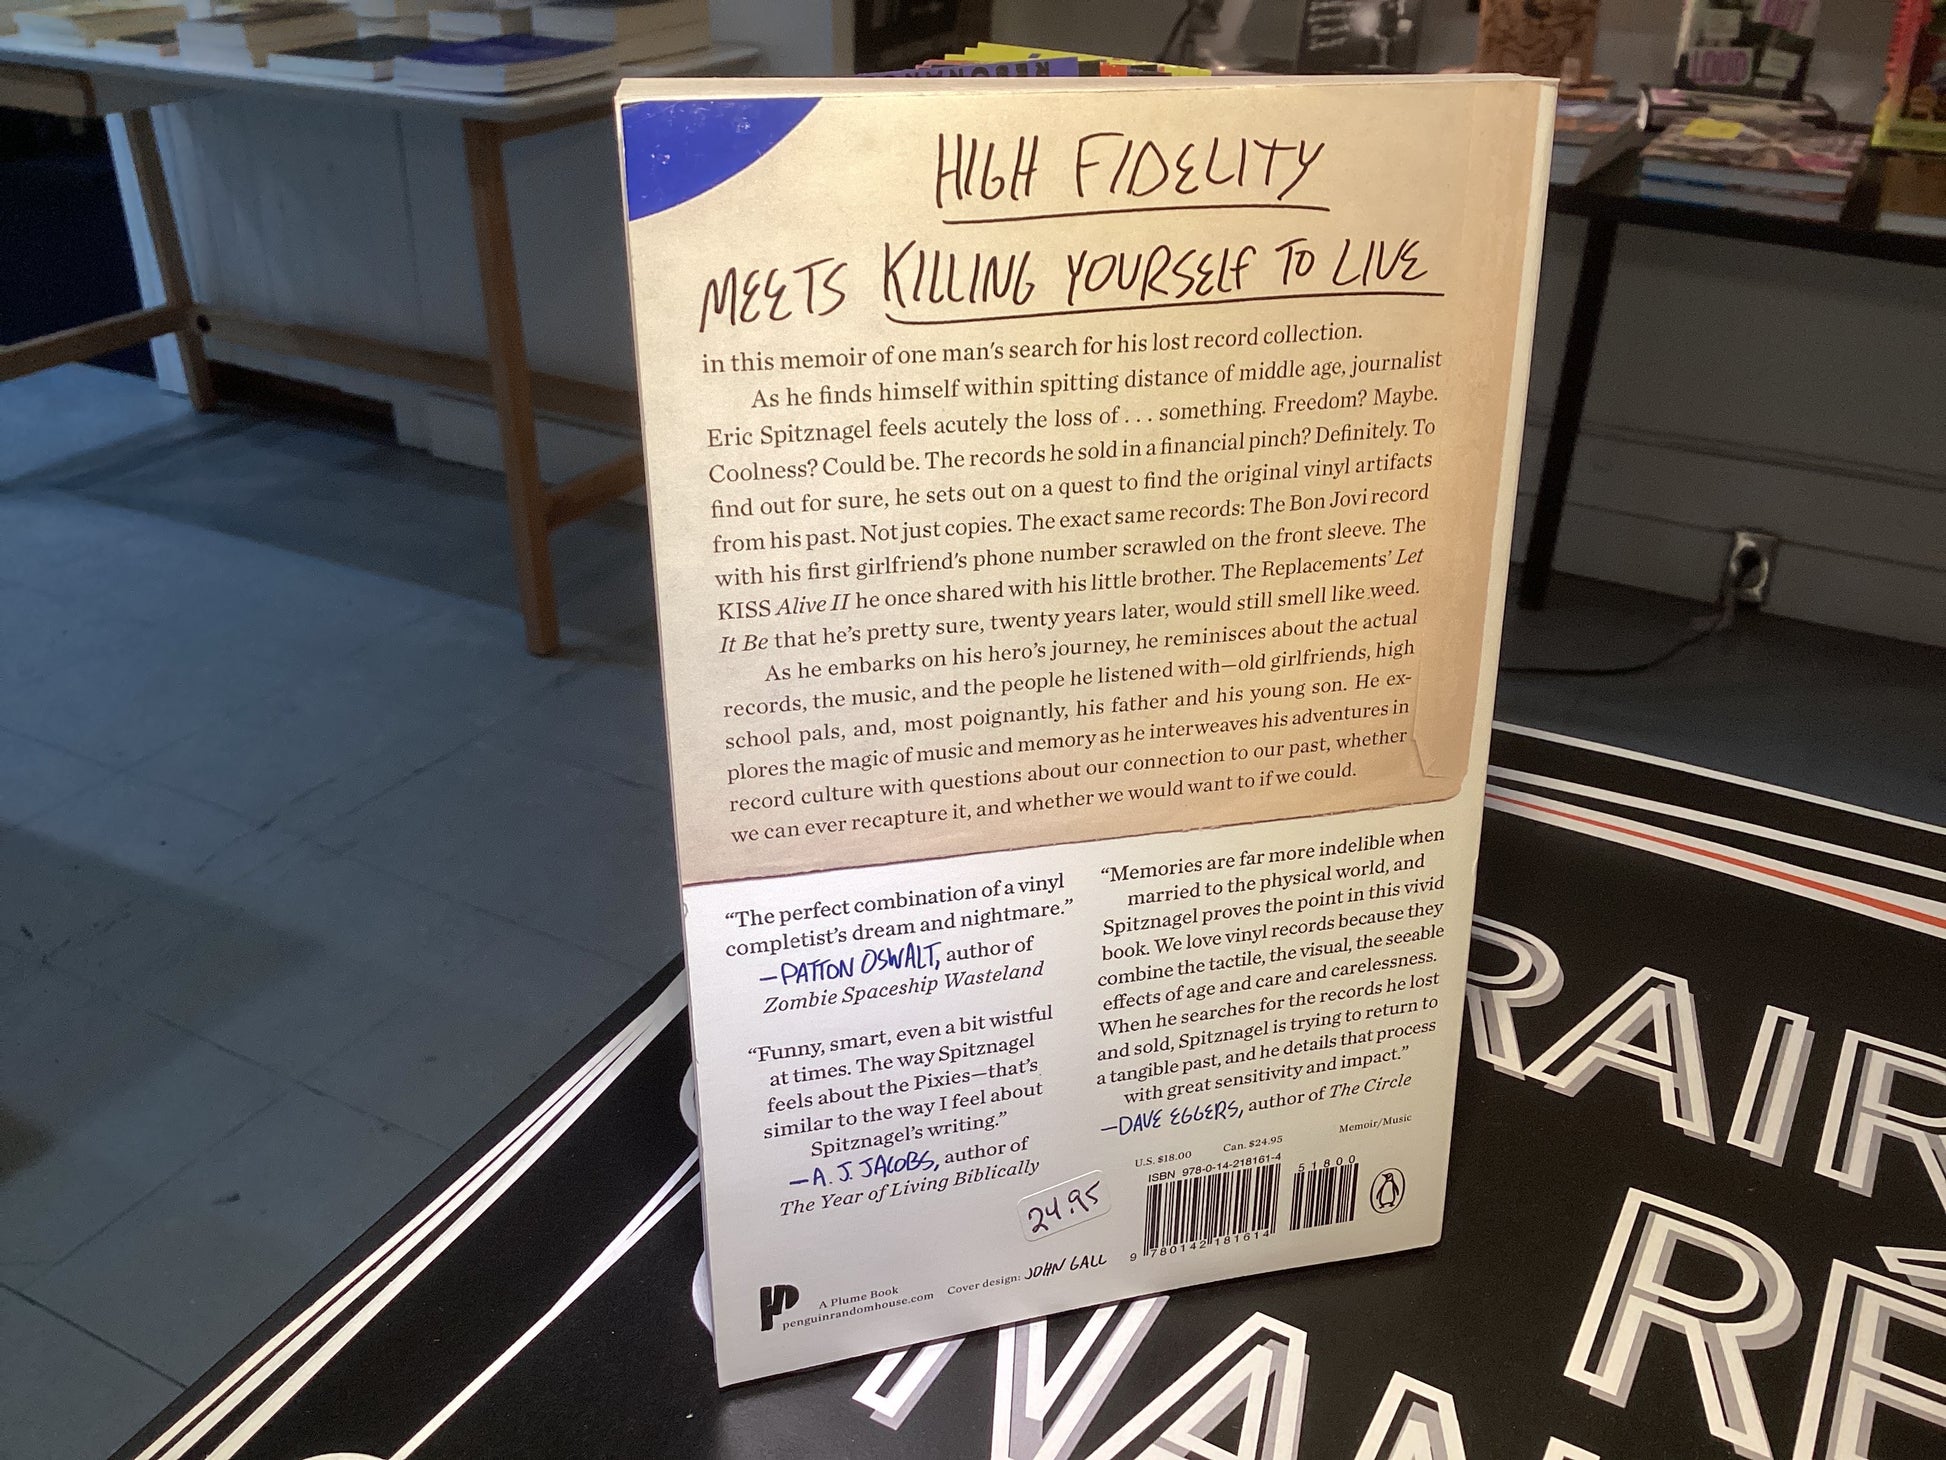 HIGH FIDELITY
MEETS KILLING YOURSELF TO LIVE
in this memoir of one man's search for his lost record collection.
As he finds himself within spitting distance of middle age, journalist
Eric Spitznagel feels acutely the loss of . . . something. Freedom? Maybe.
Coolness? Could be. The records he sold in a financial pinch? Definitely. To
find out for sure, he sets out on a quest to find the original vinyl artifacts
from his past. Not just copies. The exact same records: The Bon Jovi record
with his first girlfriend's phone number scrawled on the front sleeve. The
KISS Alive II he once shared with his little brother. The Replacements' Let
It Be that he's pretty sure, twenty years later, would still smell like weed.
As he embarks on his hero's journey, he reminisces about the actual
records, the music, and the people he listened with—old girlfriends, high
school pals, and, most poignantly, his father and his young son. He ex-
plores the magic of music and memory as he interweaves his adventures in
record culture with questions about our connection to our past, whether
we can ever recapture it, and whether we would want to if we could.
“The perfect combination of a vinyl
completist's dream and nightmare.”
—PATTON OSWALT, author of
Zombie Spaceship Wasteland
“Funny, smart, even a bit wistful
at times. The way Spitznagel
feels about the Pixies—that's
similar to the way I feel about
Spitznagel's writing.”
—A. J. JACOBS, author of
The Year of Living Biblically
“Memories are far more indelible when
married to the physical world, and
Spitznagel proves the point in this vivid
book. We love vinyl records because they
combine the tactile, the visual, the seeable
effects of age and care and carelessness.
When he searches for the records he lost
and sold, Spitznagel is trying to return to
a tangible past, and he details that process
with great sensitivity and impact.”
—DAVE EGGERS, author of The Circle
Memoir/Music
U.S. $18.00 Can. $24.95
ISBN 978-0-14-218161-4
51800
9 780142 181614
24.95
A Plume Book
penguinrandomhouse.com
Cover design: JOHN GALL
LOUD